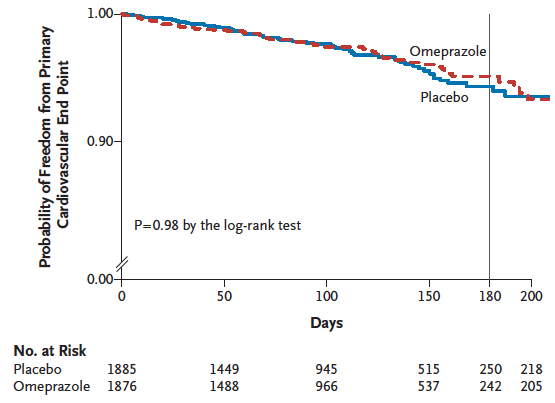 Probability of Freedom from Primary
Cardiovascular End Point
1.00
0.90
0.00
Omeprazole
Placebo
P=0.98 by the log-rank test
0 50 100 150 180 200
Days
No. at Risk
Placebo 1885 1449 945 515 250 218
Omeprazole 1876 1488 966 537 242 205